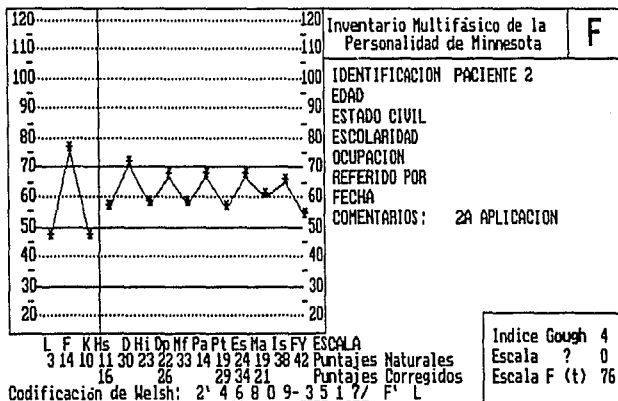 Inventario Multifásico de la
Personalidad de Minnesota
F
IDENTIFICACION PACIENTE 2
EDAD
ESTADO CIVIL
ESCOLARIDAD
OCUPACION
REFERIDO POR
FECHA
COMENTARIOS: 2A APLICACION
120 120
110 110
100 100
90 90
80 80
70 70
60 60
50 50
40 40
30 30
20 20
L F K Hs D Hi Dp Mf Pa Pt Es Ma Is FY ESCALA
3 14 10 11 30 23 22 33 14 19 24 19 38 42 Puntajes Naturales
16 26 29 34 21 Puntajes Corregidos
Codificación de Welsh: 2' 4 6 8 0 9- 3 5 1 7/ F' L
Indice Gough 4
Escala ? 0
Escala F (t) 76